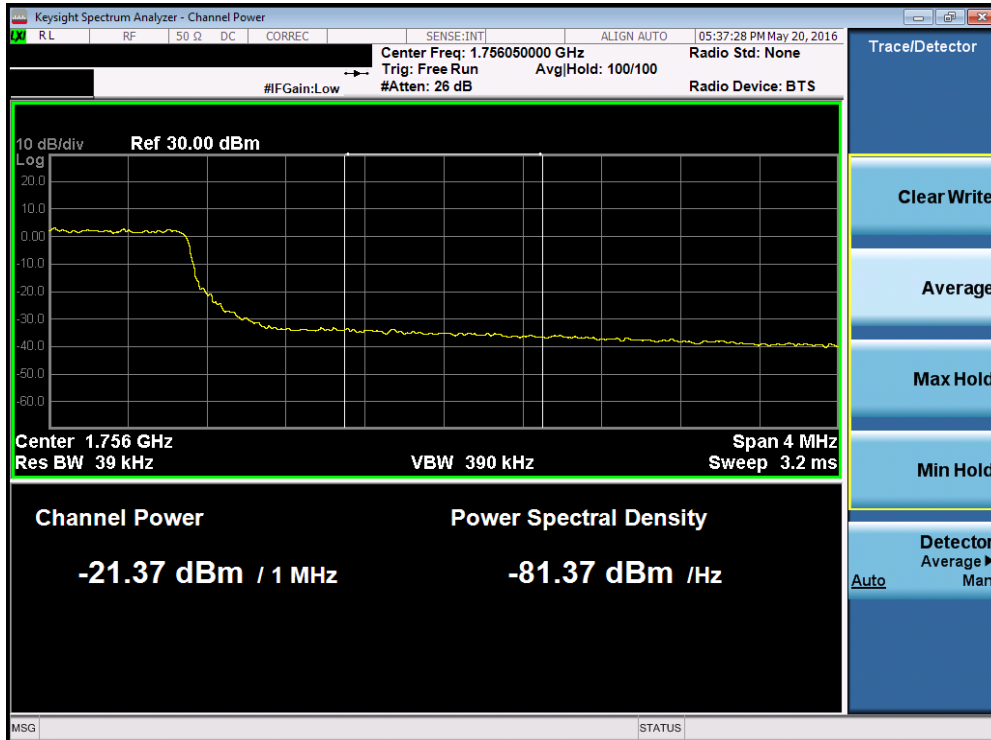 Keysight Spectrum Analyzer - Channel Power
LXI RL RF 50 Ω DC CORREC SENSE:INT ALIGN AUTO 05:37:28 PM May 20, 2016
Center Freq: 1.756050000 GHz Radio Std: None
Trig: Free Run Avg|Hold: 100/100
#IFGain:Low #Atten: 26 dB Radio Device: BTS
Trace/Detector
10 dB/div Ref 30.00 dBm
Log
20.0
10.0
0.00
-10.0
-20.0
-30.0
-40.0
-50.0
-60.0
Center 1.756 GHz Span 4 MHz
Res BW 39 kHz VBW 390 kHz Sweep 3.2 ms
Channel Power Power Spectral Density
-21.37 dBm / 1 MHz -81.37 dBm /Hz
Clear Write
Average
Max Hold
Min Hold
Detector
Average▶
Auto Man
MSG STATUS